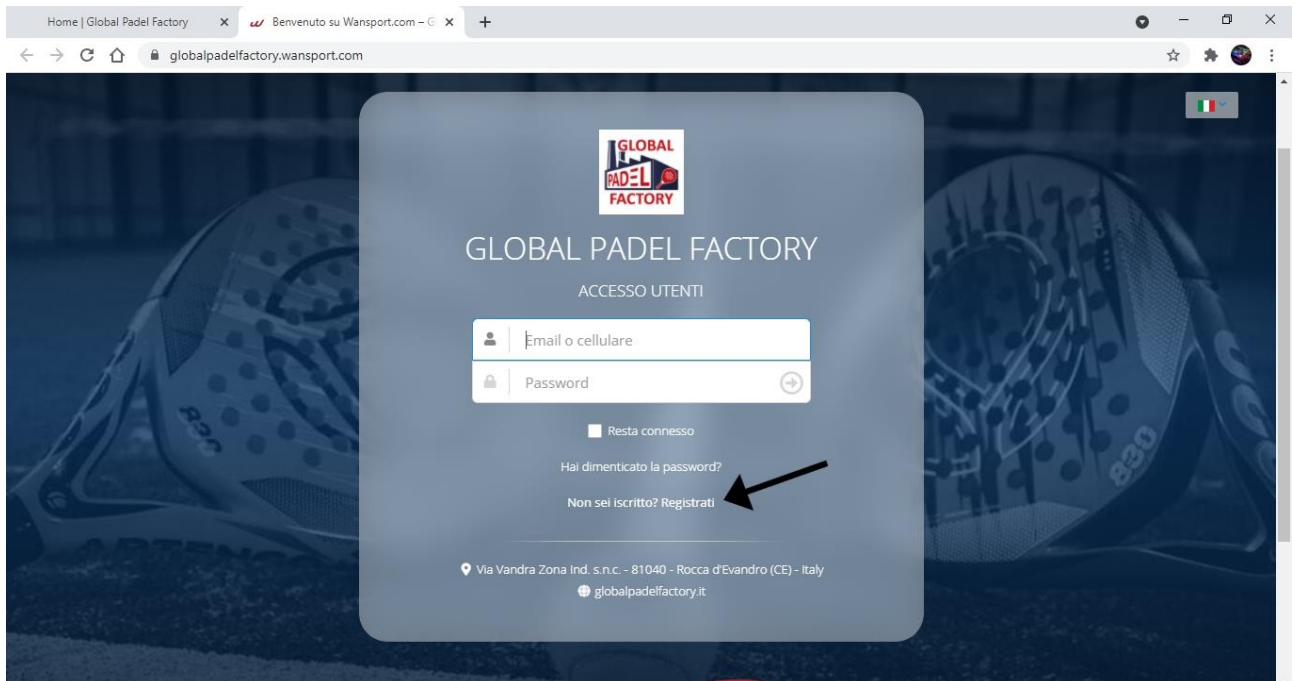 Home | Global Padel Factory
Benvenuto su Wansport.com – G
globalpadelfactory.wansport.com
GLOBAL
PADEL
FACTORY
GLOBAL PADEL FACTORY
ACCESSO UTENTI
Email o cellulare
Password
Resta connesso
Hai dimenticato la password?
Non sei iscritto? Registrati
Via Vandra Zona Ind. s.n.c. - 81040 - Rocca d'Evandro (CE) - Italy
globalpadelfactory.it
830
830